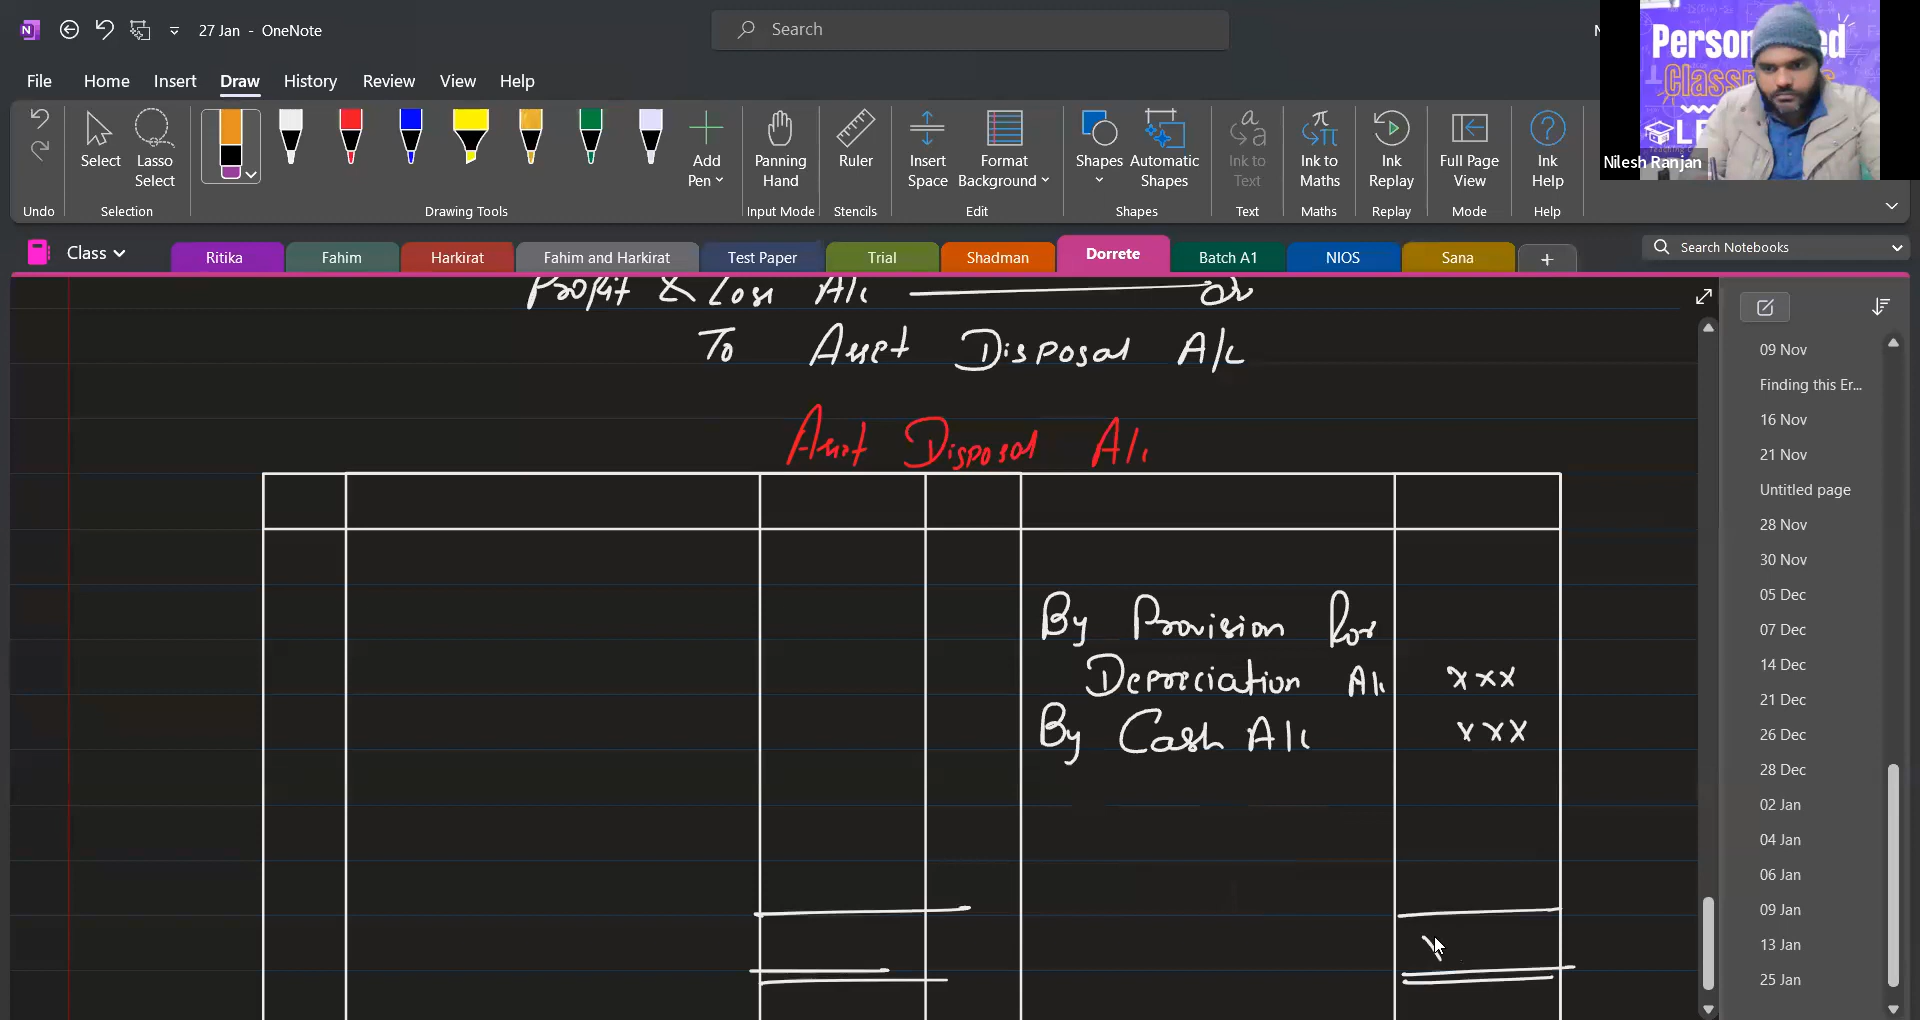 27 Jan - OneNote
Search
File Home Insert Draw History Review View Help
Undo
Select
Lasso Select
Selection
Drawing Tools
Add Pen
Panning Hand
Input Mode
Ruler
Stencils
Insert Space
Format Background
Edit
Shapes
Automatic Shapes
Shapes
Ink to Text
Text
Ink to Maths
Maths
Ink Replay
Replay
Full Page View
Mode
Ink Help
Help
Nilesh Ranjan
Class
Ritika Fahim Harkirat Fahim and Harkirat Test Paper Trial Shadman Dorrete Batch A1 NIOS Sana
Search Notebooks
Profit & Loss A/c Dr
To Asset Disposal A/c
Asset Disposal A/c
By Provision for
Depreciation A/c xxx
By Cash A/c xxx
09 Nov
Finding this Er...
16 Nov
21 Nov
Untitled page
28 Nov
30 Nov
05 Dec
07 Dec
14 Dec
21 Dec
26 Dec
28 Dec
02 Jan
04 Jan
06 Jan
09 Jan
13 Jan
25 Jan